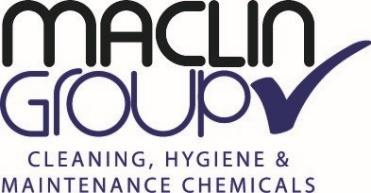 MACLIN
GROUP
CLEANING, HYGIENE &
MAINTENANCE CHEMICALS